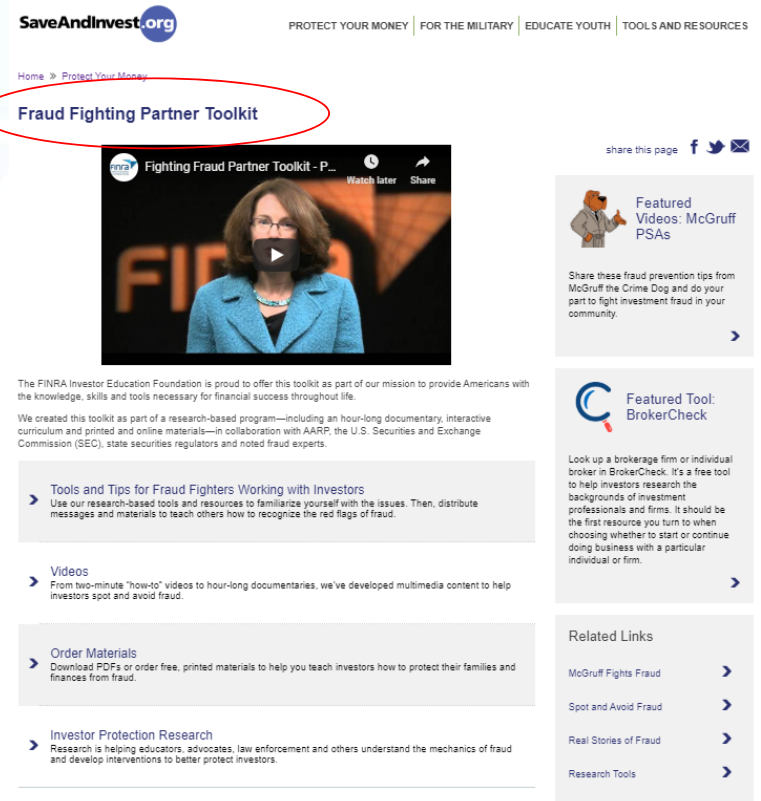 SaveAndInvest.org
PROTECT YOUR MONEY
FOR THE MILITARY
EDUCATE YOUTH
TOOLS AND RESOURCES
Home » Protect Your Money
Fraud Fighting Partner Toolkit
finra
Fighting Fraud Partner Toolkit - P...
Watch later
Share
FINRA
The FINRA Investor Education Foundation is proud to offer this toolkit as part of our mission to provide Americans with
the knowledge, skills and tools necessary for financial success throughout life.
We created this toolkit as part of a research-based program—including an hour-long documentary, interactive
curriculum and printed and online materials—in collaboration with AARP, the U.S. Securities and Exchange
Commission (SEC), state securities regulators and noted fraud experts.
Tools and Tips for Fraud Fighters Working with Investors
Use our research-based tools and resources to familiarize yourself with the issues. Then, distribute
messages and materials to teach others how to recognize the red flags of fraud.
Videos
From two-minute "how-to" videos to hour-long documentaries, we've developed multimedia content to help
investors spot and avoid fraud.
Order Materials
Download PDFs or order free, printed materials to help you teach investors how to protect their families and
finances from fraud.
Investor Protection Research
Research is helping educators, advocates, law enforcement and others understand the mechanics of fraud
and develop interventions to better protect investors.
share this page
Featured
Videos: McGruff
PSAs
Share these fraud prevention tips from
McGruff the Crime Dog and do your
part to fight investment fraud in your
community.
Featured Tool:
BrokerCheck
Look up a brokerage firm or individual
broker in BrokerCheck. It's a free tool
to help investors research the
backgrounds of investment
professionals and firms. It should be
the first resource you turn to when
choosing whether to start or continue
doing business with a particular
individual or firm.
Related Links
McGruff Fights Fraud
Spot and Avoid Fraud
Real Stories of Fraud
Research Tools